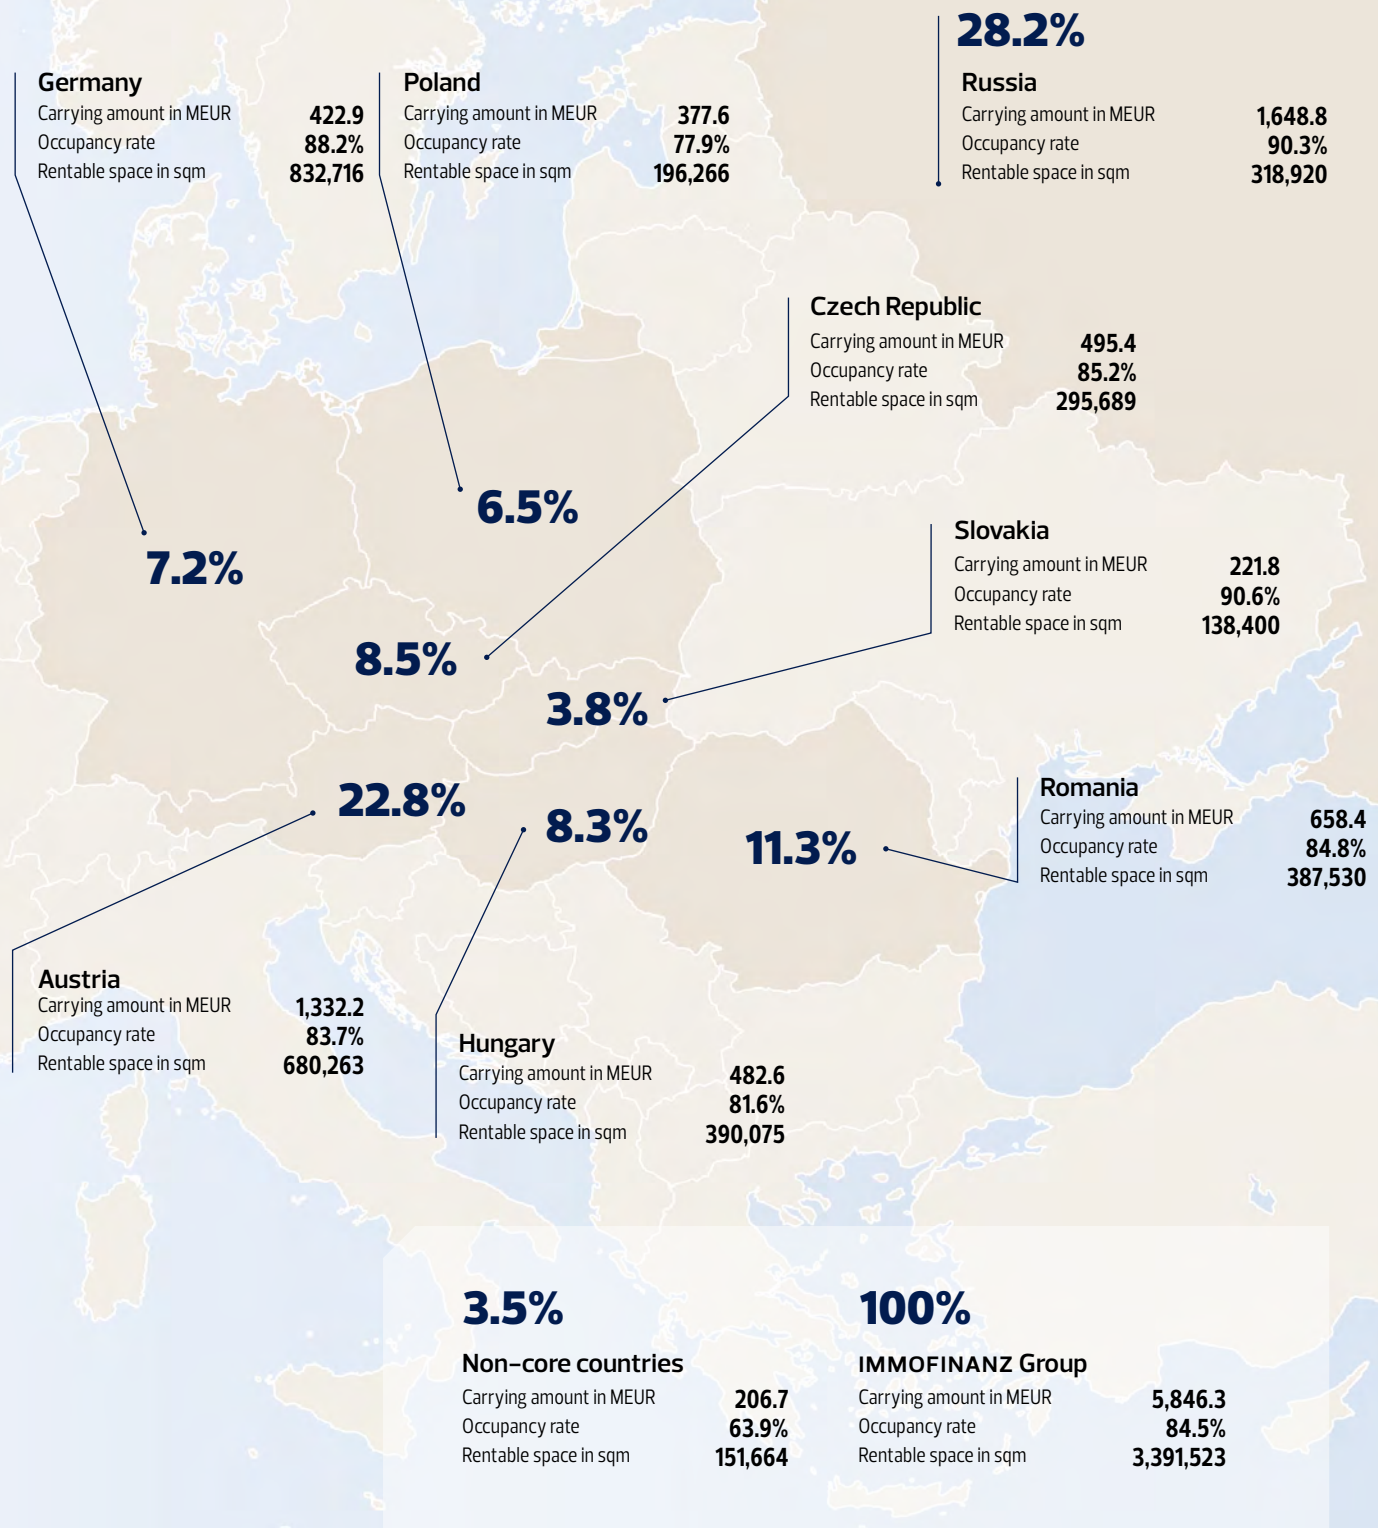 28.2%
Germany
Carrying amount in MEUR 422.9
Occupancy rate 88.2%
Rentable space in sqm 832,716
Poland
Carrying amount in MEUR 377.6
Occupancy rate 77.9%
Rentable space in sqm 196,266
Russia
Carrying amount in MEUR 1,648.8
Occupancy rate 90.3%
Rentable space in sqm 318,920
Czech Republic
Carrying amount in MEUR 495.4
Occupancy rate 85.2%
Rentable space in sqm 295,689
6.5%
7.2%
Slovakia
Carrying amount in MEUR 221.8
Occupancy rate 90.6%
Rentable space in sqm 138,400
8.5%
3.8%
22.8%
8.3%
11.3%
Romania
Carrying amount in MEUR 658.4
Occupancy rate 84.8%
Rentable space in sqm 387,530
Austria
Carrying amount in MEUR 1,332.2
Occupancy rate 83.7%
Rentable space in sqm 680,263
Hungary
Carrying amount in MEUR 482.6
Occupancy rate 81.6%
Rentable space in sqm 390,075
3.5%
Non-core countries
Carrying amount in MEUR 206.7
Occupancy rate 63.9%
Rentable space in sqm 151,664
100%
IMMOFINANZ Group
Carrying amount in MEUR 5,846.3
Occupancy rate 84.5%
Rentable space in sqm 3,391,523